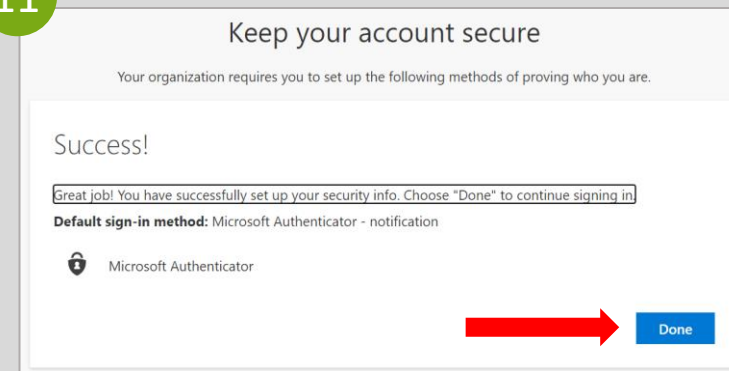 11
Keep your account secure
Your organization requires you to set up the following methods of proving who you are.
Success!
Great job! You have successfully set up your security info. Choose "Done" to continue signing in.
Default sign-in method: Microsoft Authenticator - notification
Microsoft Authenticator
Done